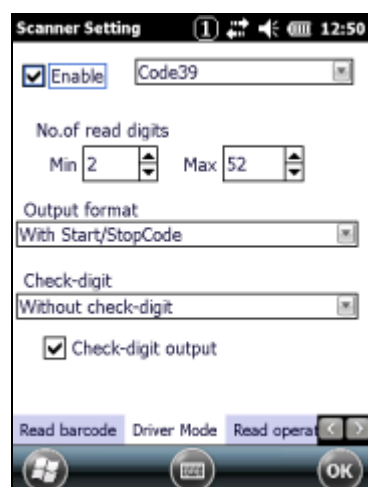 Scanner Setting 1 12:50
Enable Code39
No.of read digits
Min 2 Max 52
Output format
With Start/StopCode
Check-digit
Without check-digit
Check-digit output
Read barcode Driver Mode Read operat
OK